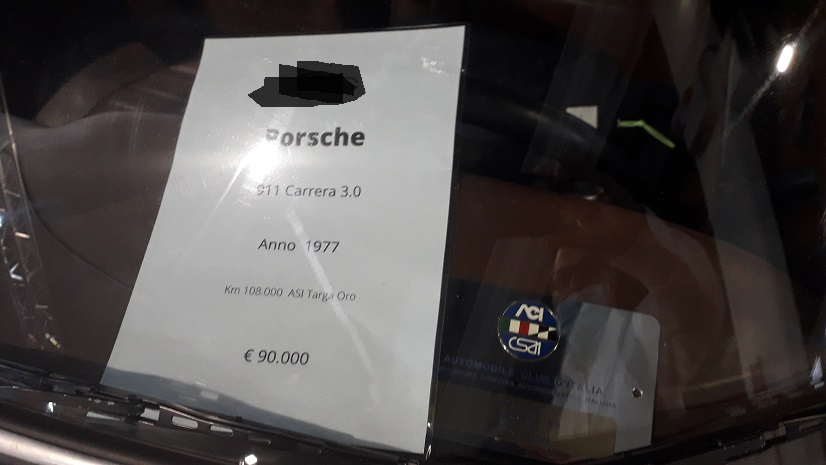 Porsche
911 Carrera 3.0
Anno 1977
Km 108.000 ASI Targa Oro
€ 90.000
ACI
CSAI
AUTOMOBILE CLUB D'ITALIA